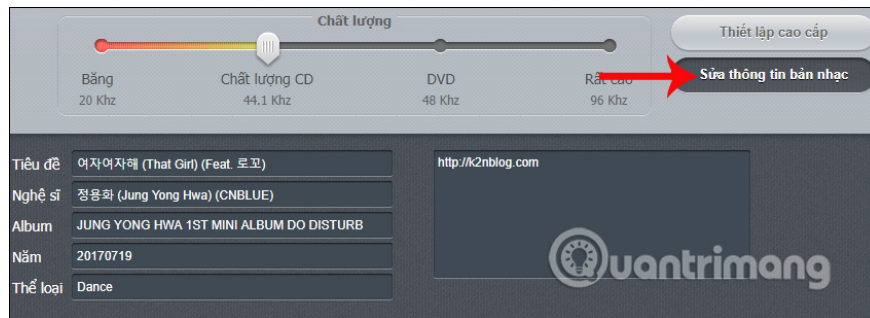 Chất lượng
Băng
20 Khz
Chất lượng CD
44.1 Khz
DVD
48 Khz
Rất cao
96 Khz
Thiết lập cao cấp
Sửa thông tin bản nhạc
Tiêu đề
여자여자해 (That Girl) (Feat. 로꼬)
Nghệ sĩ
정용화 (Jung Yong Hwa) (CNBLUE)
Album
JUNG YONG HWA 1ST MINI ALBUM DO DISTURB
Năm
20170719
Thể loại
Dance
http://k2nblog.com
Quantrimang